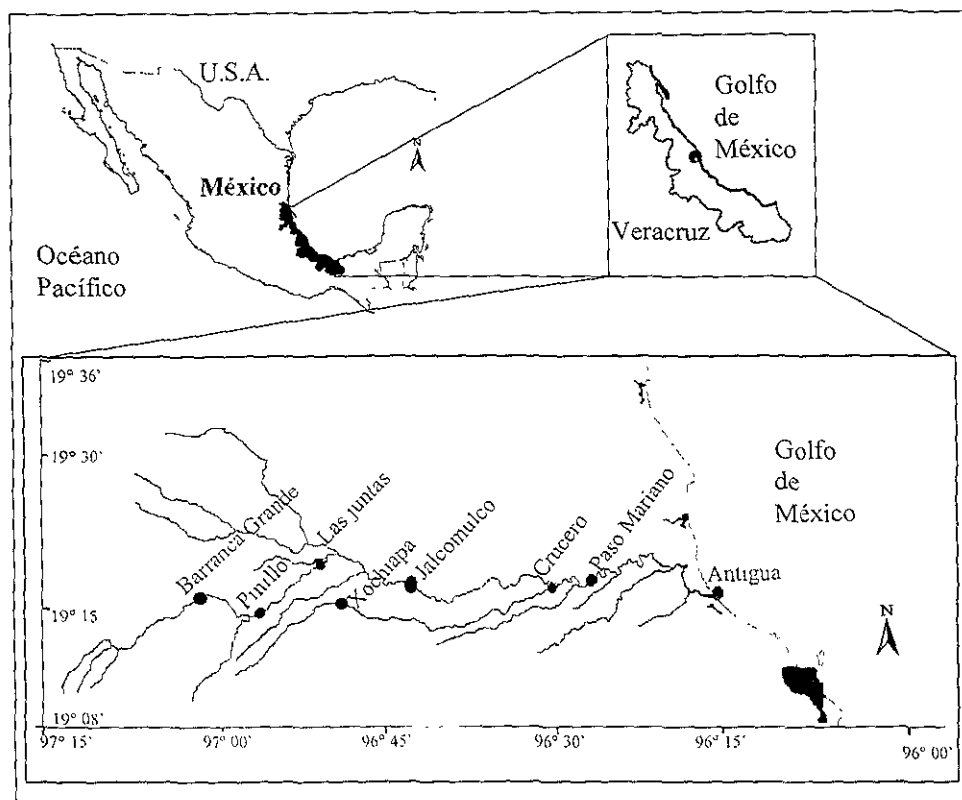 U.S.A.
N
México
Océano
Pacífico
Golfo
de
México
Veracruz
19° 36'
19° 30'
19° 15'
19° 08'
Golfo
de
México
Barranca Grande
Pinillo
Las juntas
Xochiapa
Jalcomulco
Crucero
Paso Mariano
Antigua
N
97° 15'
97° 00'
96° 45'
96° 30'
96° 15'
96° 00'